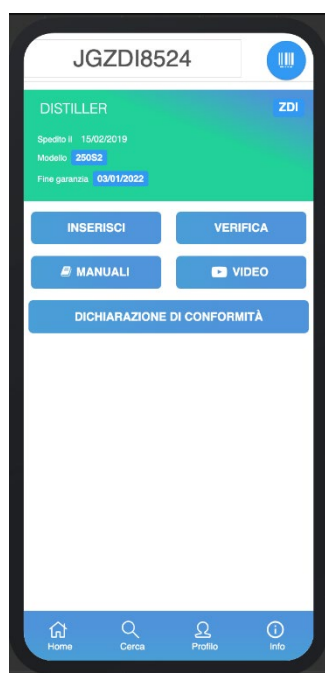 JGZDI8524
DISTILLER ZDI
Spedito il 15/02/2019
Modello 250S2
Fine garanzia 03/01/2022
INSERISCI VERIFICA
MANUALI VIDEO
DICHIARAZIONE DI CONFORMITÀ
Home Cerca Profilo Info